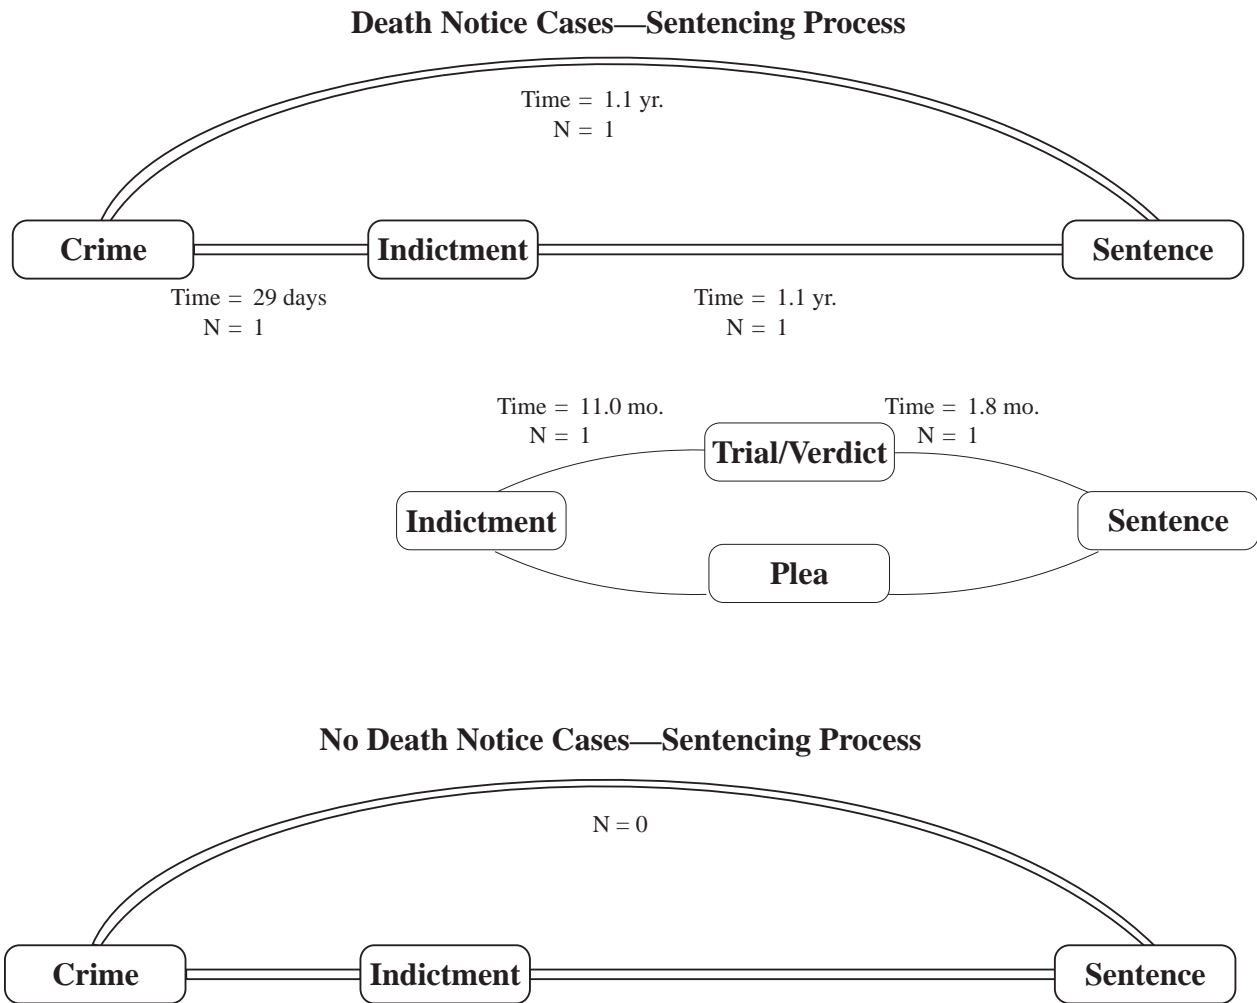 Death Notice Cases—Sentencing Process
Time = 1.1 yr.
N = 1
Crime
Indictment
Sentence
Time = 29 days
N = 1
Time = 1.1 yr.
N = 1
Time = 11.0 mo.
N = 1
Time = 1.8 mo.
N = 1
Trial/Verdict
Indictment
Sentence
Plea
No Death Notice Cases—Sentencing Process
N = 0
Crime
Indictment
Sentence